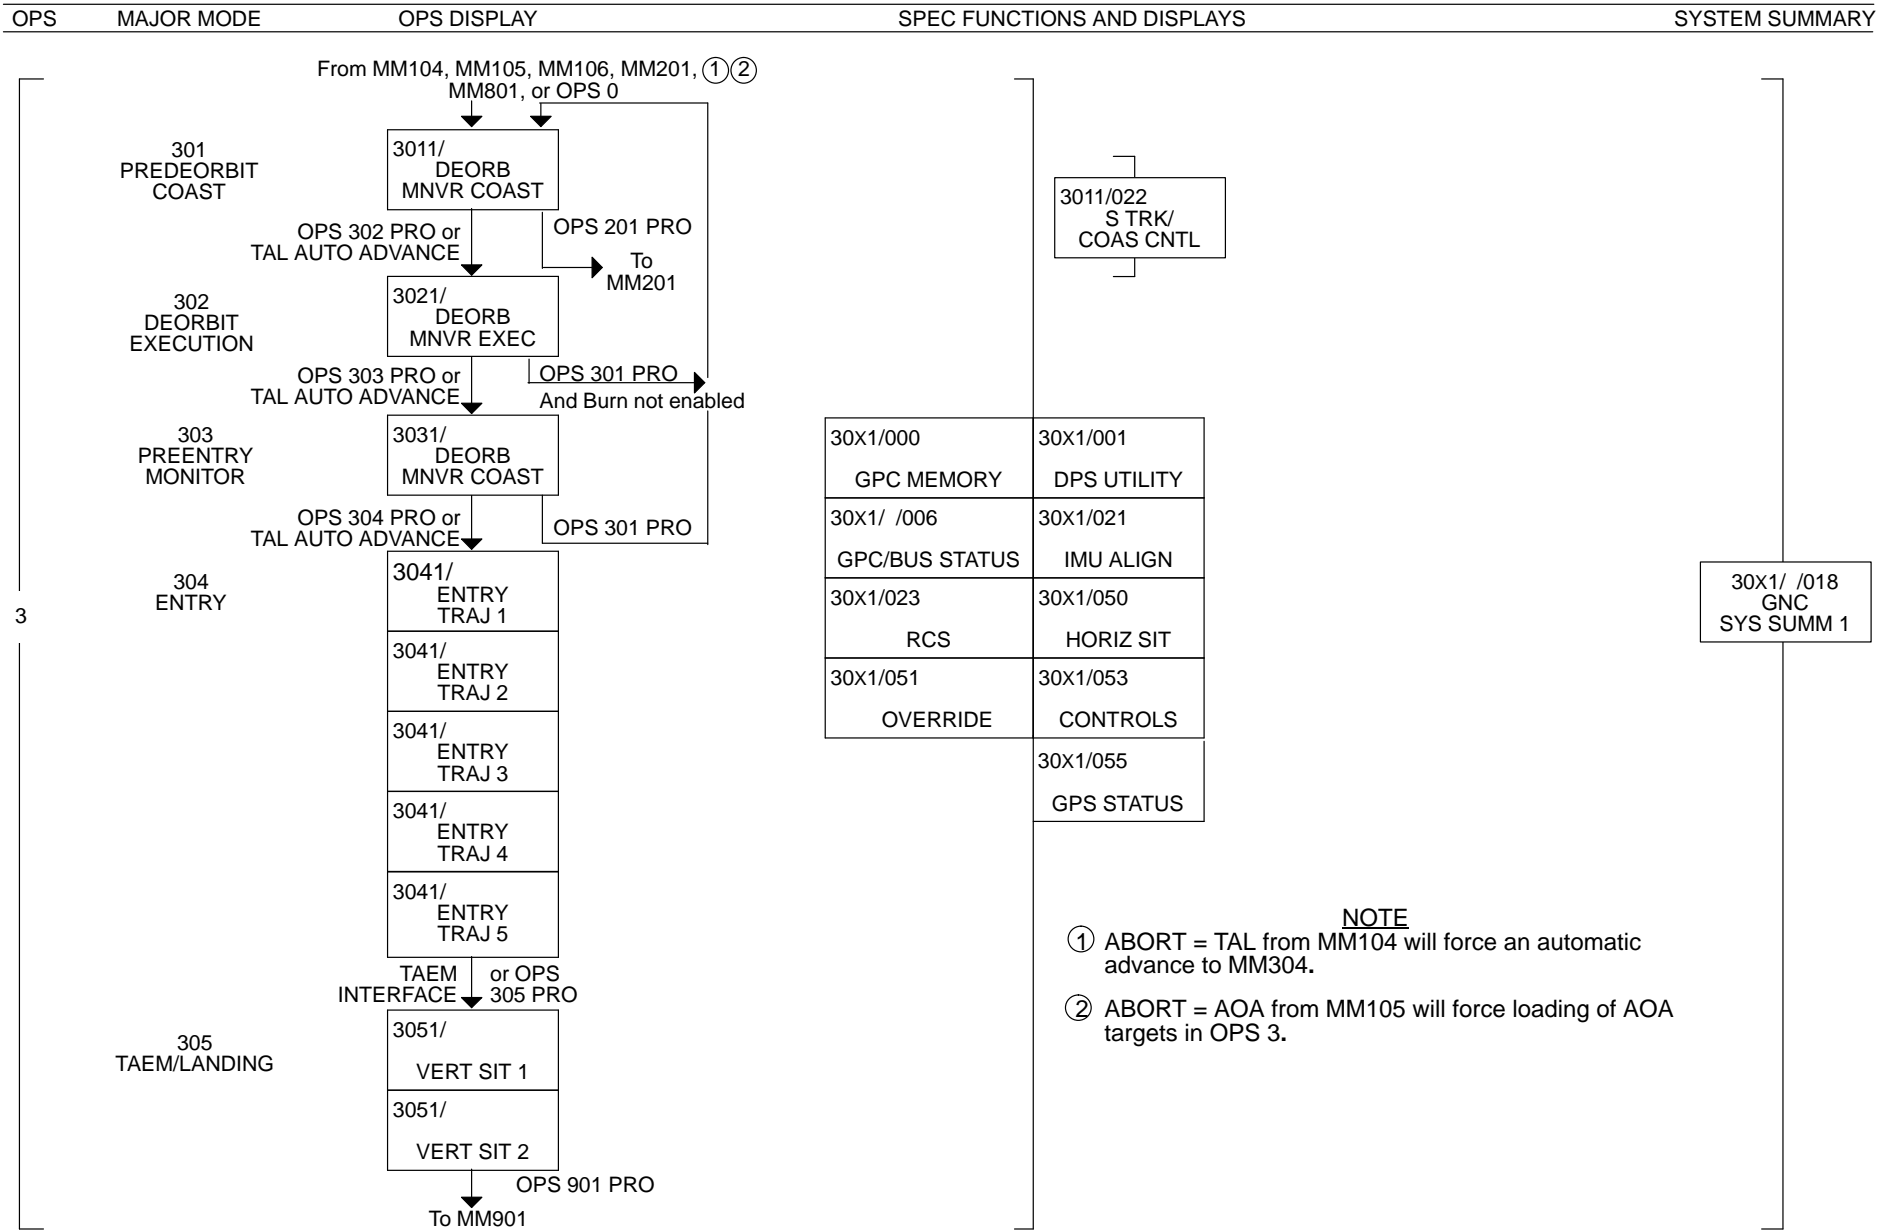 OPS MAJOR MODE OPS DISPLAY SPEC FUNCTIONS AND DISPLAYS SYSTEM SUMMARY
From MM104, MM105, MM106, MM201, ① ②
MM801, or OPS 0
301
PREDEORBIT
COAST
3011/
DEORB
MNVR COAST
OPS 302 PRO or
TAL AUTO ADVANCE
OPS 201 PRO
To
MM201
302
DEORBIT
EXECUTION
3021/
DEORB
MNVR EXEC
OPS 303 PRO or
TAL AUTO ADVANCE
OPS 301 PRO
And Burn not enabled
303
PREENTRY
MONITOR
3031/
DEORB
MNVR COAST
OPS 304 PRO or
TAL AUTO ADVANCE
OPS 301 PRO
3
304
ENTRY
3041/
ENTRY
TRAJ 1
3041/
ENTRY
TRAJ 2
3041/
ENTRY
TRAJ 3
3041/
ENTRY
TRAJ 4
3041/
ENTRY
TRAJ 5
TAEM or OPS
INTERFACE 305 PRO
305
TAEM/LANDING
3051/
VERT SIT 1
3051/
VERT SIT 2
OPS 901 PRO
To MM901
3011/022
S TRK/
COAS CNTL
30X1/000
GPC MEMORY
30X1/001
DPS UTILITY
30X1/ /006
GPC/BUS STATUS
30X1/021
IMU ALIGN
30X1/023
RCS
30X1/050
HORIZ SIT
30X1/051
OVERRIDE
30X1/053
CONTROLS
30X1/055
GPS STATUS
30X1/ /018
GNC
SYS SUMM 1
NOTE
① ABORT = TAL from MM104 will force an automatic
advance to MM304.
② ABORT = AOA from MM105 will force loading of AOA
targets in OPS 3.